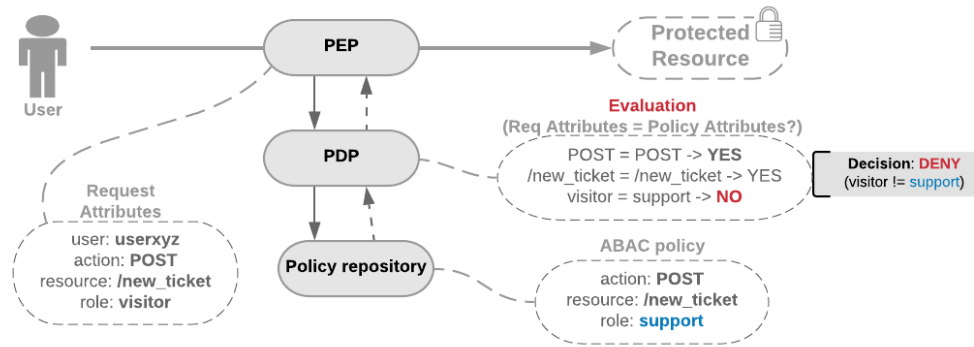 User
PEP
Protected
Resource
PDP
Policy repository
Request
Attributes
user: userxyz
action: POST
resource: /new_ticket
role: visitor
Evaluation
(Req Attributes = Policy Attributes?)
POST = POST -> YES
/new_ticket = /new_ticket -> YES
visitor = support -> NO
Decision: DENY
(visitor != support)
ABAC policy
action: POST
resource: /new_ticket
role: support